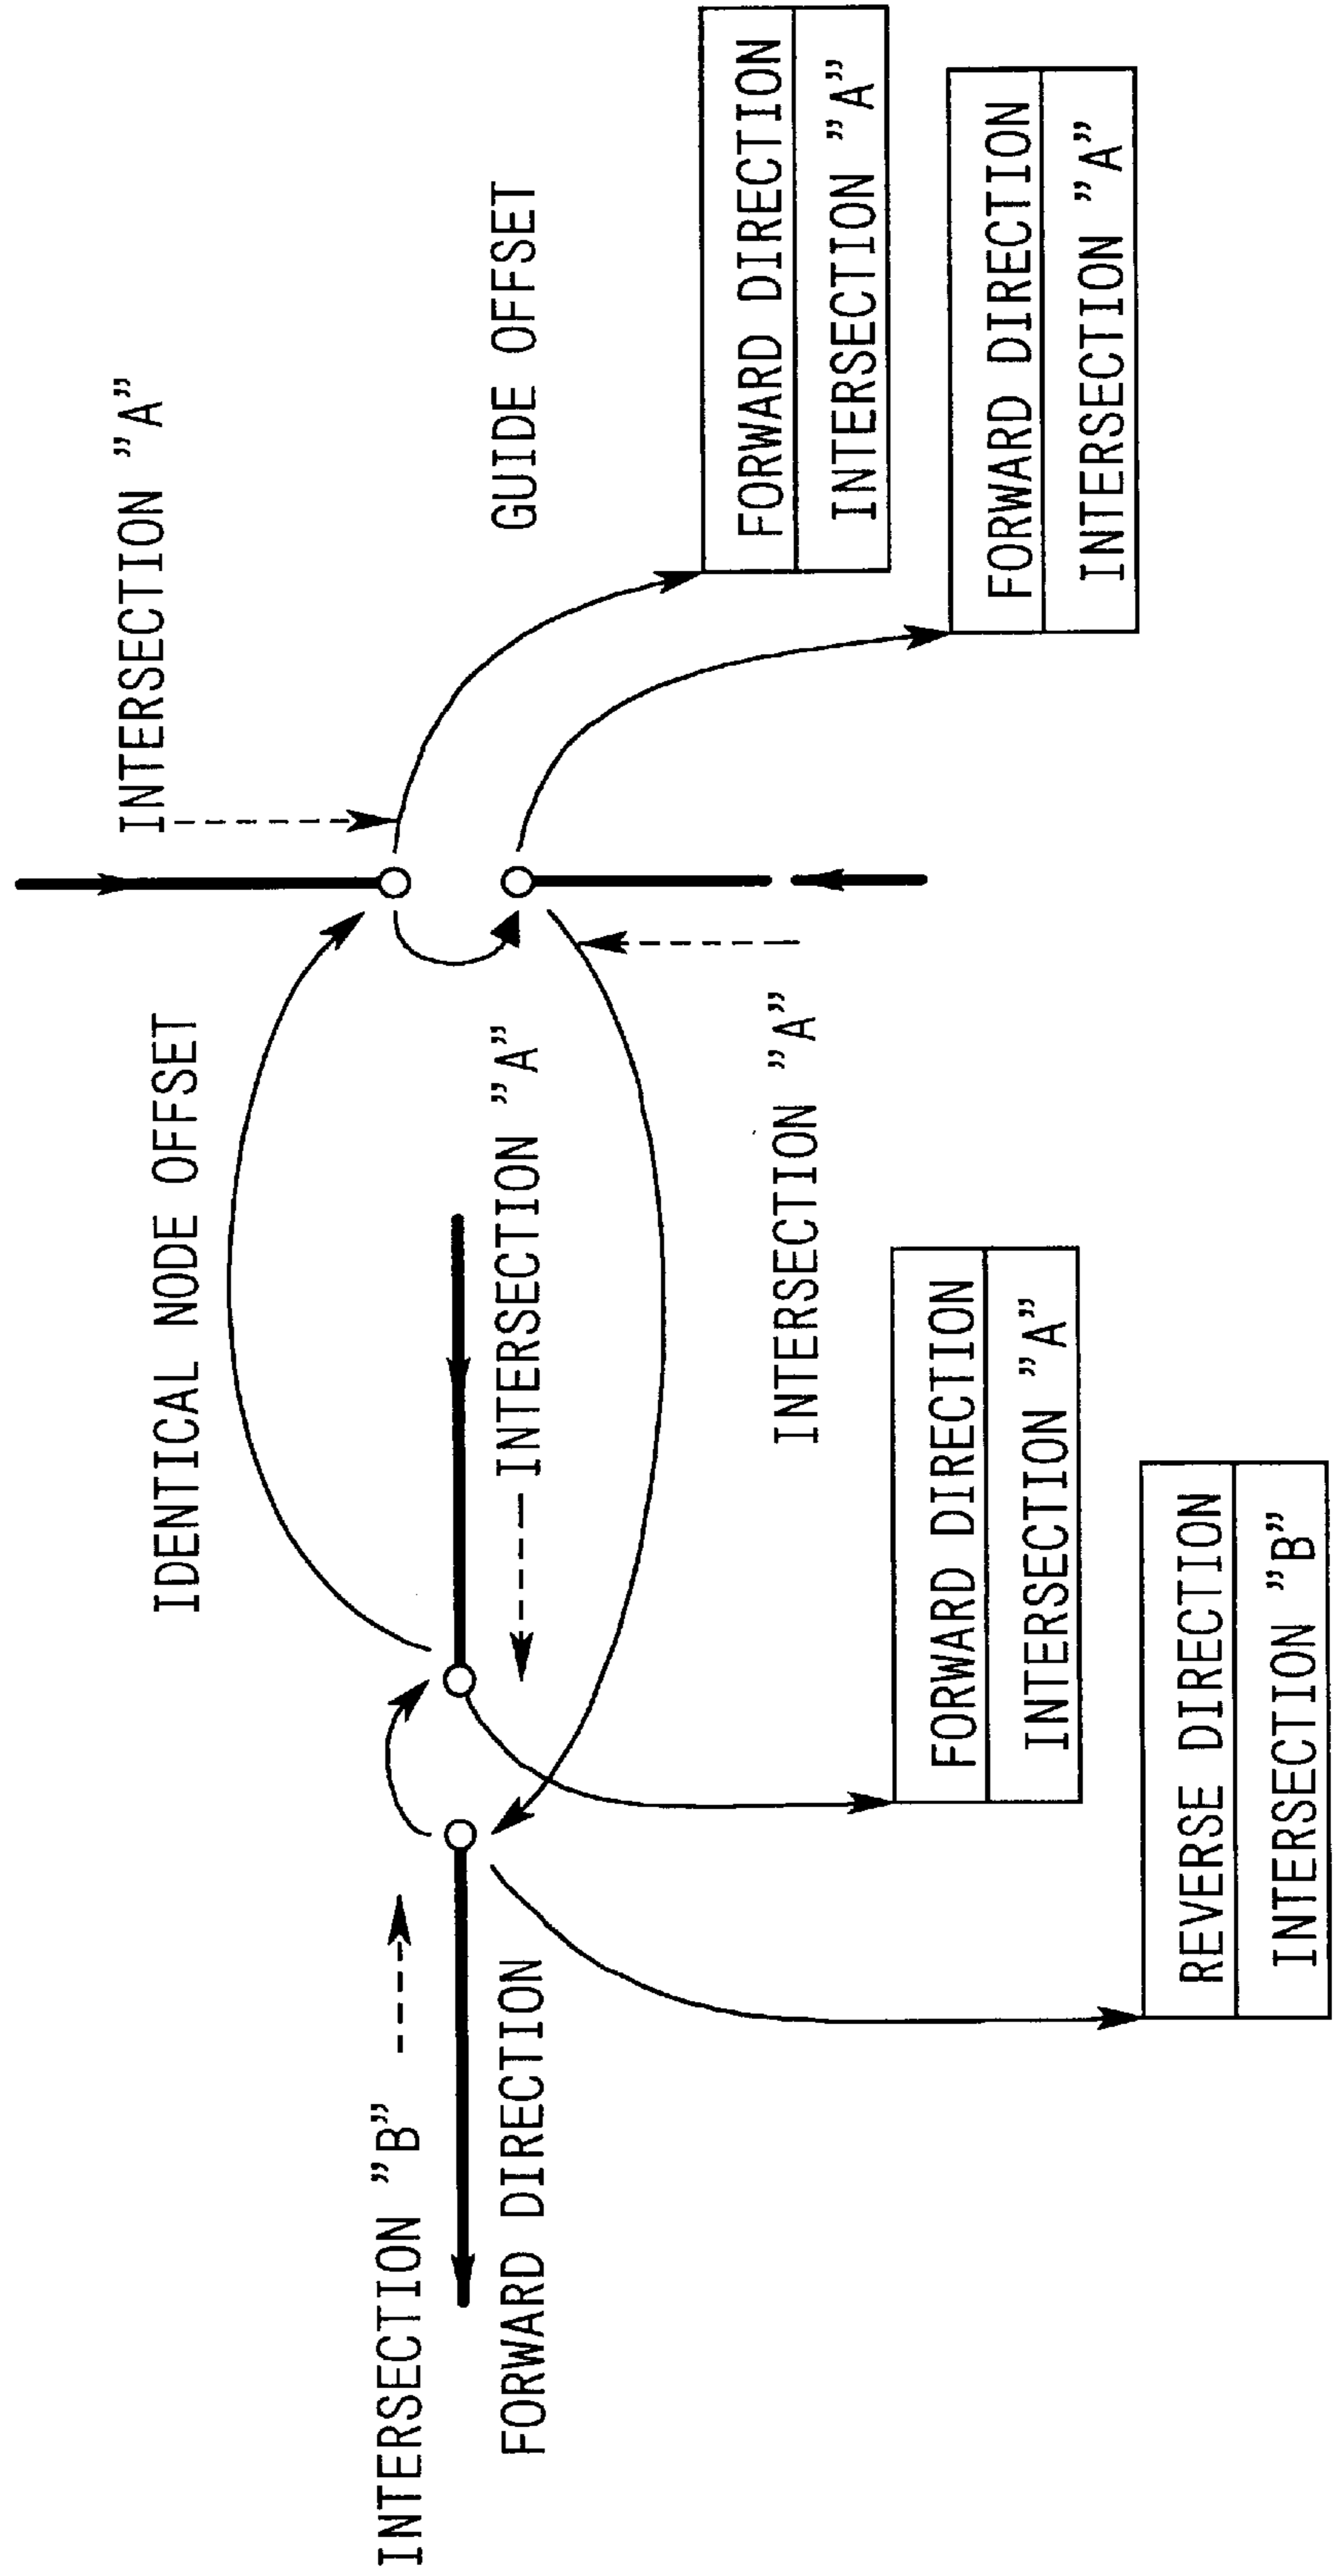 INTERSECTION "B"
FORWARD DIRECTION
IDENTICAL NODE OFFSET
INTERSECTION "A"
INTERSECTION "A"
INTERSECTION "A"
GUIDE OFFSET
REVERSE DIRECTION
INTERSECTION "B"
FORWARD DIRECTION
INTERSECTION "A"
FORWARD DIRECTION
INTERSECTION "A"
FORWARD DIRECTION
INTERSECTION "A"